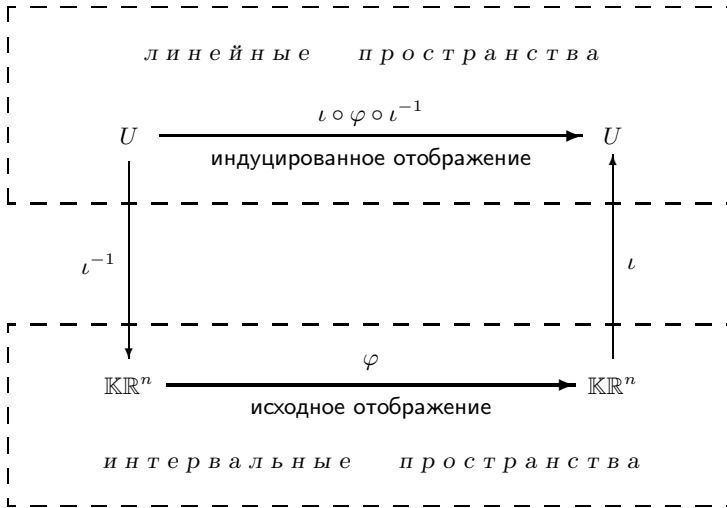 линейные пространства
ι ∘ φ ∘ ι⁻¹
U U
индуцированное отображение
ι⁻¹ ι
φ
𝕂ℝⁿ 𝕂ℝⁿ
исходное отображение
интервальные пространства